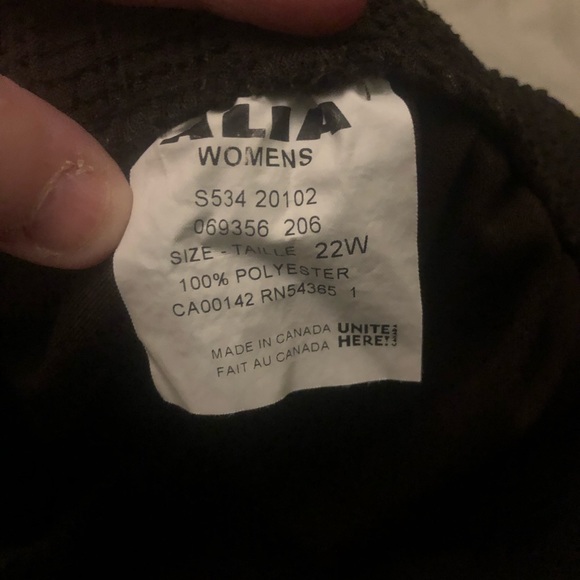 ALIA
WOMENS
S534 20102
069356 206
SIZE - TAILLE 22W
100% POLYESTER
CA00142 RN54365 1
MADE IN CANADA
FAIT AU CANADA
UNITE
HERE!